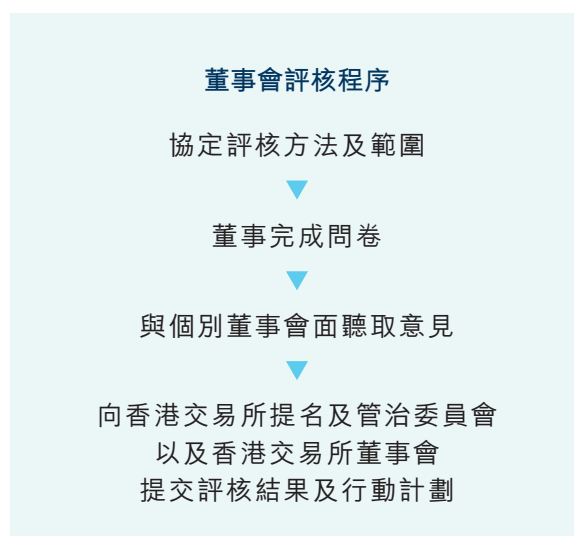 董事會評核程序
協定評核方法及範圍
董事完成問卷
與個別董事會面聽取意見
向香港交易所提名及管治委員會
以及香港交易所董事會
提交評核結果及行動計劃